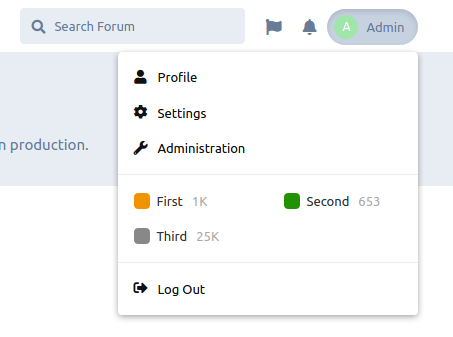 Search Forum
A Admin
Profile
Settings
n production.
Administration
First 1K Second 653
Third 25K
Log Out